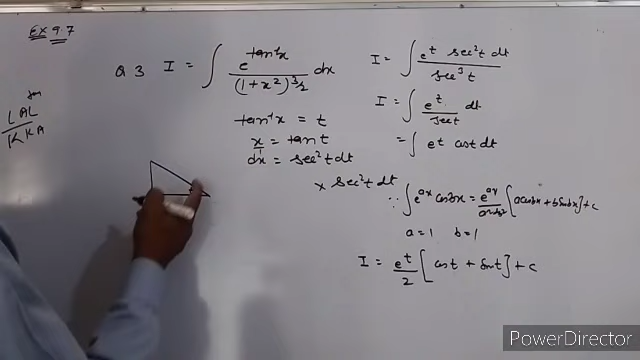 EX 9.7
Q 3 I = ∫ e^(tan⁻¹x) / (1+x²)^(3/2) dx
tan⁻¹x = t
x = tan t
dx = sec²t dt
x sec²t dt
I = ∫ e^t sec²t dt / sec³t
I = ∫ e^t / sec t dt
= ∫ e^t cos t dt
∵ ∫ e^(ax) cos bx = e^(ax) / (a²+b²) [a cos bx + b sin bx] + c
a = 1 b = 1
I = e^t / 2 [cos t + sin t] + c
PowerDirector